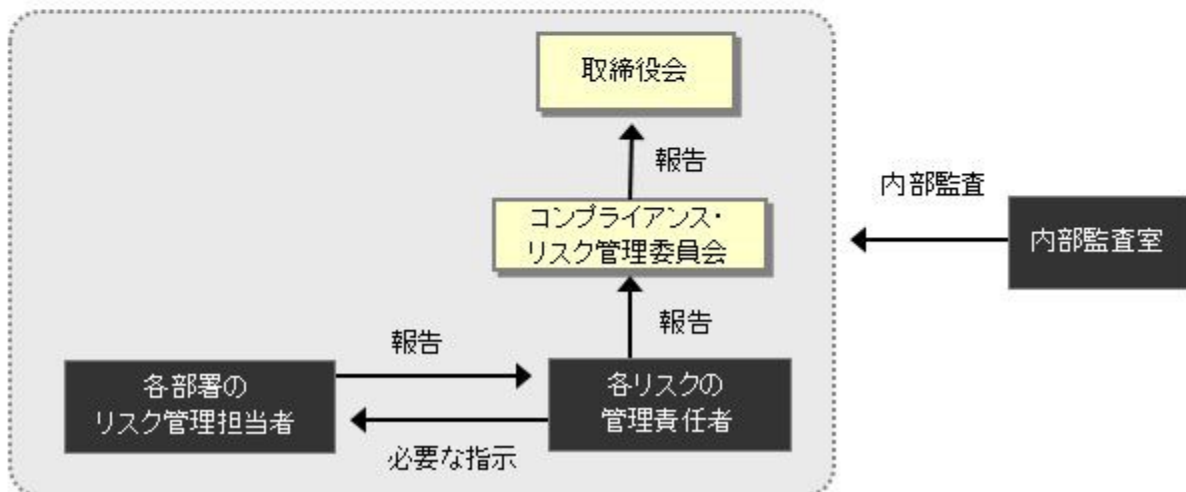 取締役会
報告
内部監査
コンプライアンス・
リスク管理委員会
内部監査室
報告
報告
各部署の
リスク管理担当者
各リスクの
管理責任者
必要な指示